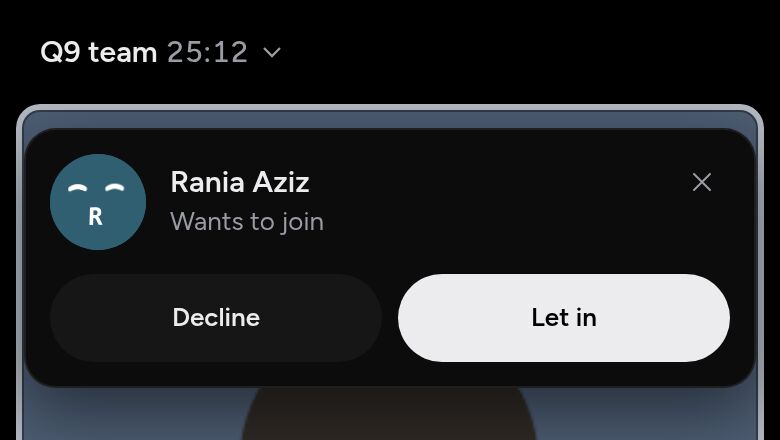 Q9 team 25:12
Rania Aziz
R
Wants to join
Decline
Let in